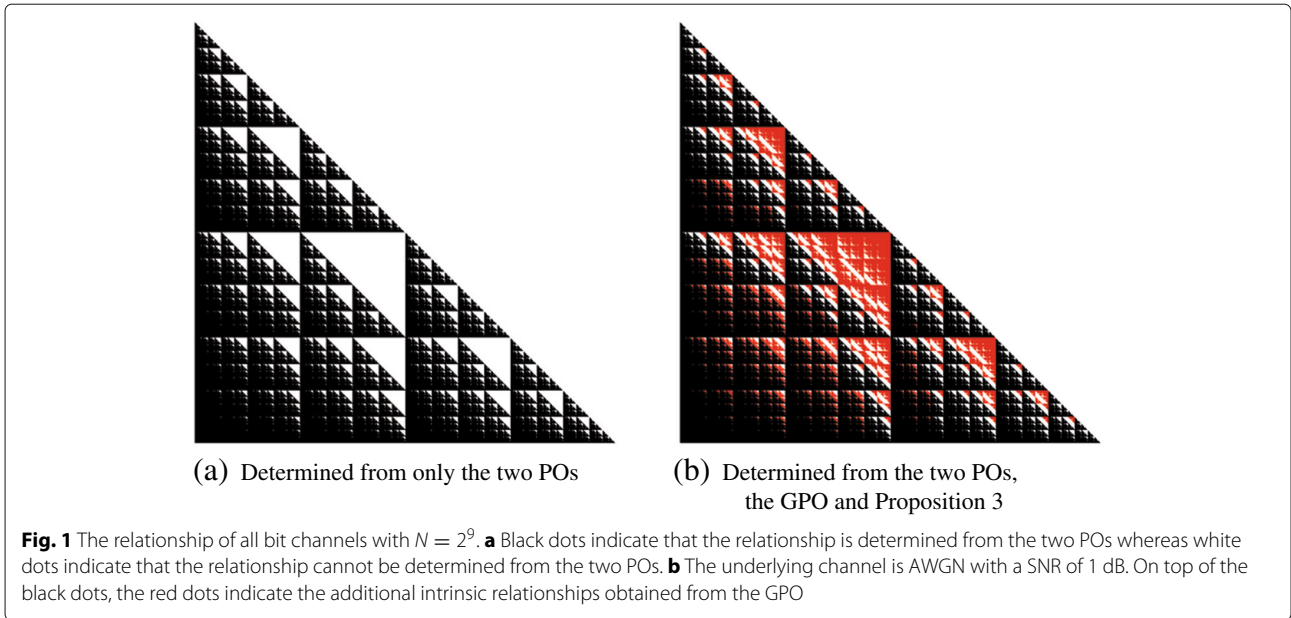 (a) Determined from only the two POs
(b) Determined from the two POs,
the GPO and Proposition 3
Fig. 1 The relationship of all bit channels with N = 2⁹. a Black dots indicate that the relationship is determined from the two POs whereas white
dots indicate that the relationship cannot be determined from the two POs. b The underlying channel is AWGN with a SNR of 1 dB. On top of the
black dots, the red dots indicate the additional intrinsic relationships obtained from the GPO